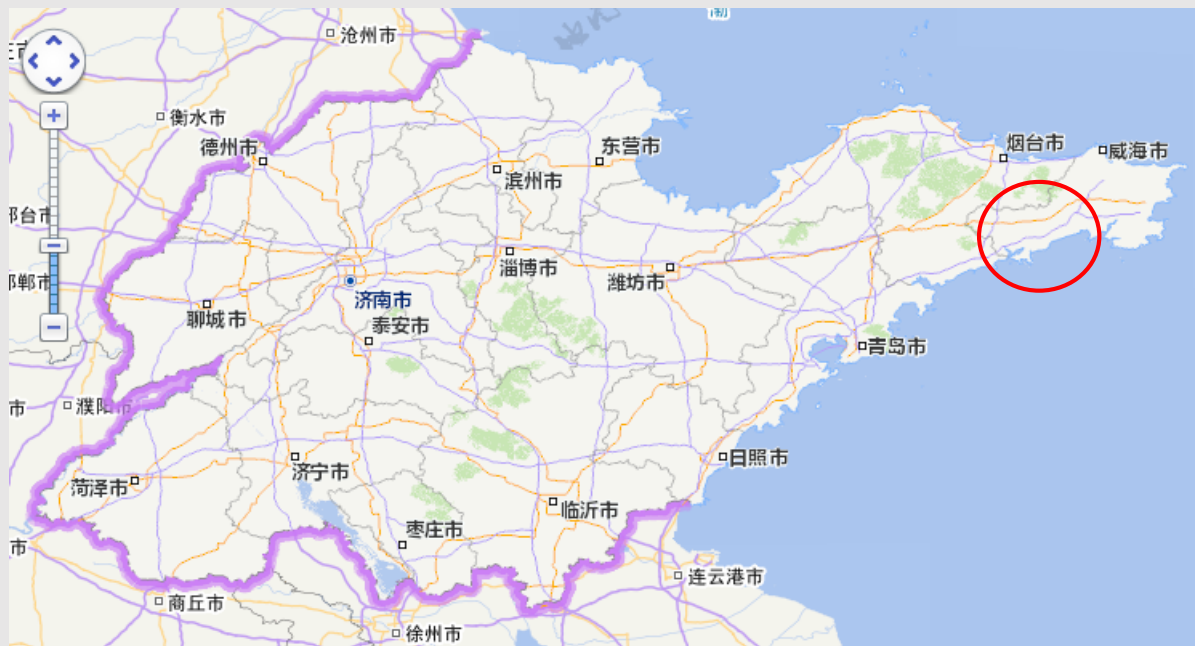 渤
沧州市
衡水市
德州市
东营市
烟台市
威海市
滨州市
淄博市
潍坊市
济南市
聊城市
泰安市
青岛市
濮阳市
日照市
济宁市
菏泽市
临沂市
枣庄市
连云港市
商丘市
徐州市
台市
郸市
市
市